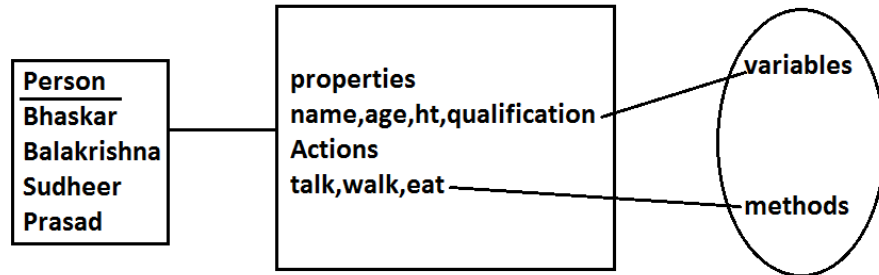 Person
Bhaskar
Balakrishna
Sudheer
Prasad
properties
name,age,ht,qualification
Actions
talk,walk,eat
variables
methods